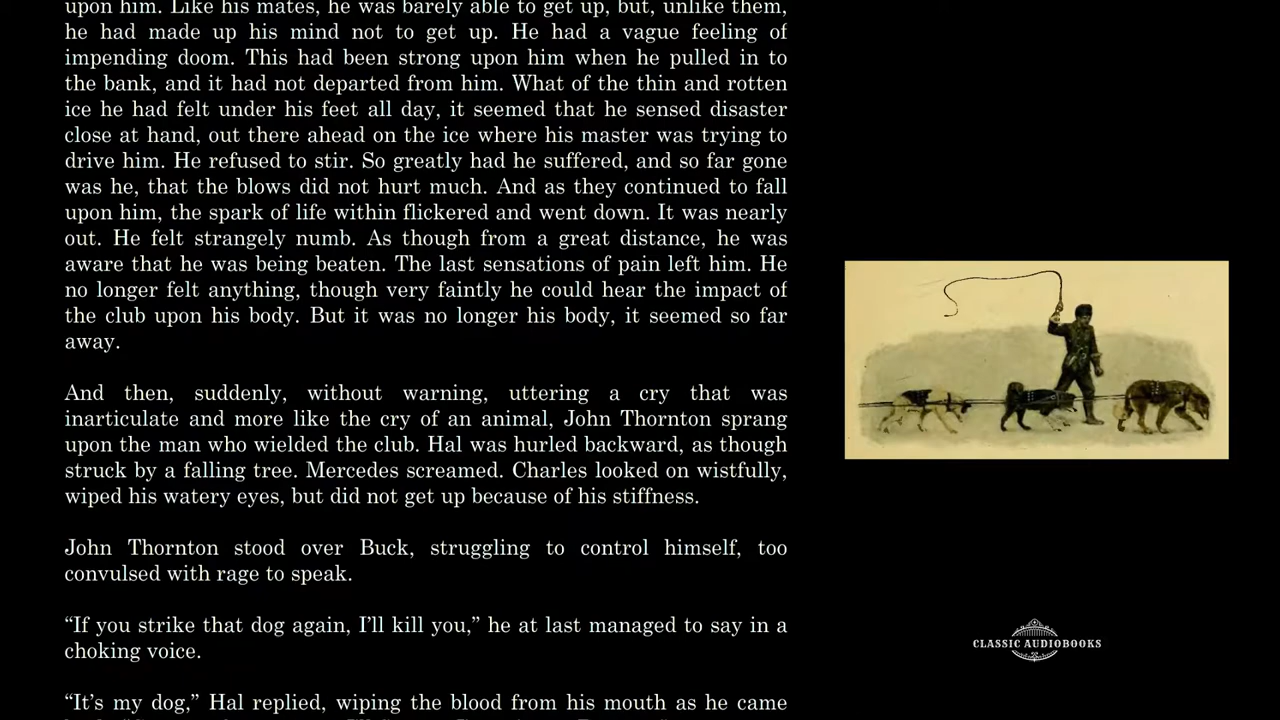 upon him. Like his mates, he was barely able to get up, but, unlike them,
he had made up his mind not to get up. He had a vague feeling of
impending doom. This had been strong upon him when he pulled in to
the bank, and it had not departed from him. What of the thin and rotten
ice he had felt under his feet all day, it seemed that he sensed disaster
close at hand, out there ahead on the ice where his master was trying to
drive him. He refused to stir. So greatly had he suffered, and so far gone
was he, that the blows did not hurt much. And as they continued to fall
upon him, the spark of life within flickered and went down. It was nearly
out. He felt strangely numb. As though from a great distance, he was
aware that he was being beaten. The last sensations of pain left him. He
no longer felt anything, though very faintly he could hear the impact of
the club upon his body. But it was no longer his body, it seemed so far
away.
And then, suddenly, without warning, uttering a cry that was
inarticulate and more like the cry of an animal, John Thornton sprang
upon the man who wielded the club. Hal was hurled backward, as though
struck by a falling tree. Mercedes screamed. Charles looked on wistfully,
wiped his watery eyes, but did not get up because of his stiffness.
John Thornton stood over Buck, struggling to control himself, too
convulsed with rage to speak.
“If you strike that dog again, I’ll kill you,” he at last managed to say in a
choking voice.
“It’s my dog,” Hal replied, wiping the blood from his mouth as he came
CLASSIC AUDIOBOOKS